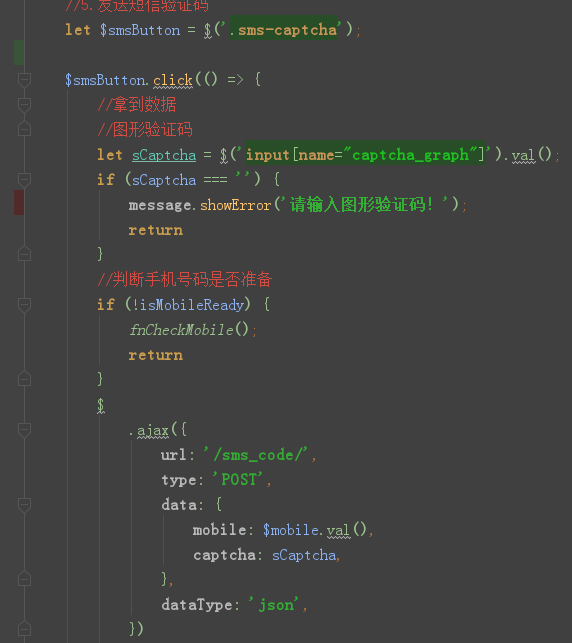 //5.发送短信验证码
let $smsButton = $('.sms-captcha');
$smsButton.click(() => {
//拿到数据
//图形验证码
let sCaptcha = $('input[name="captcha_graph"]').val();
if (sCaptcha === '') {
message.showError('请输入图形验证码！');
return
}
//判断手机号码是否准备
if (!isMobileReady) {
fnCheckMobile();
return
}
$
.ajax({
url: '/sms_code/',
type: 'POST',
data: {
mobile: $mobile.val(),
captcha: sCaptcha,
},
dataType: 'json',
})